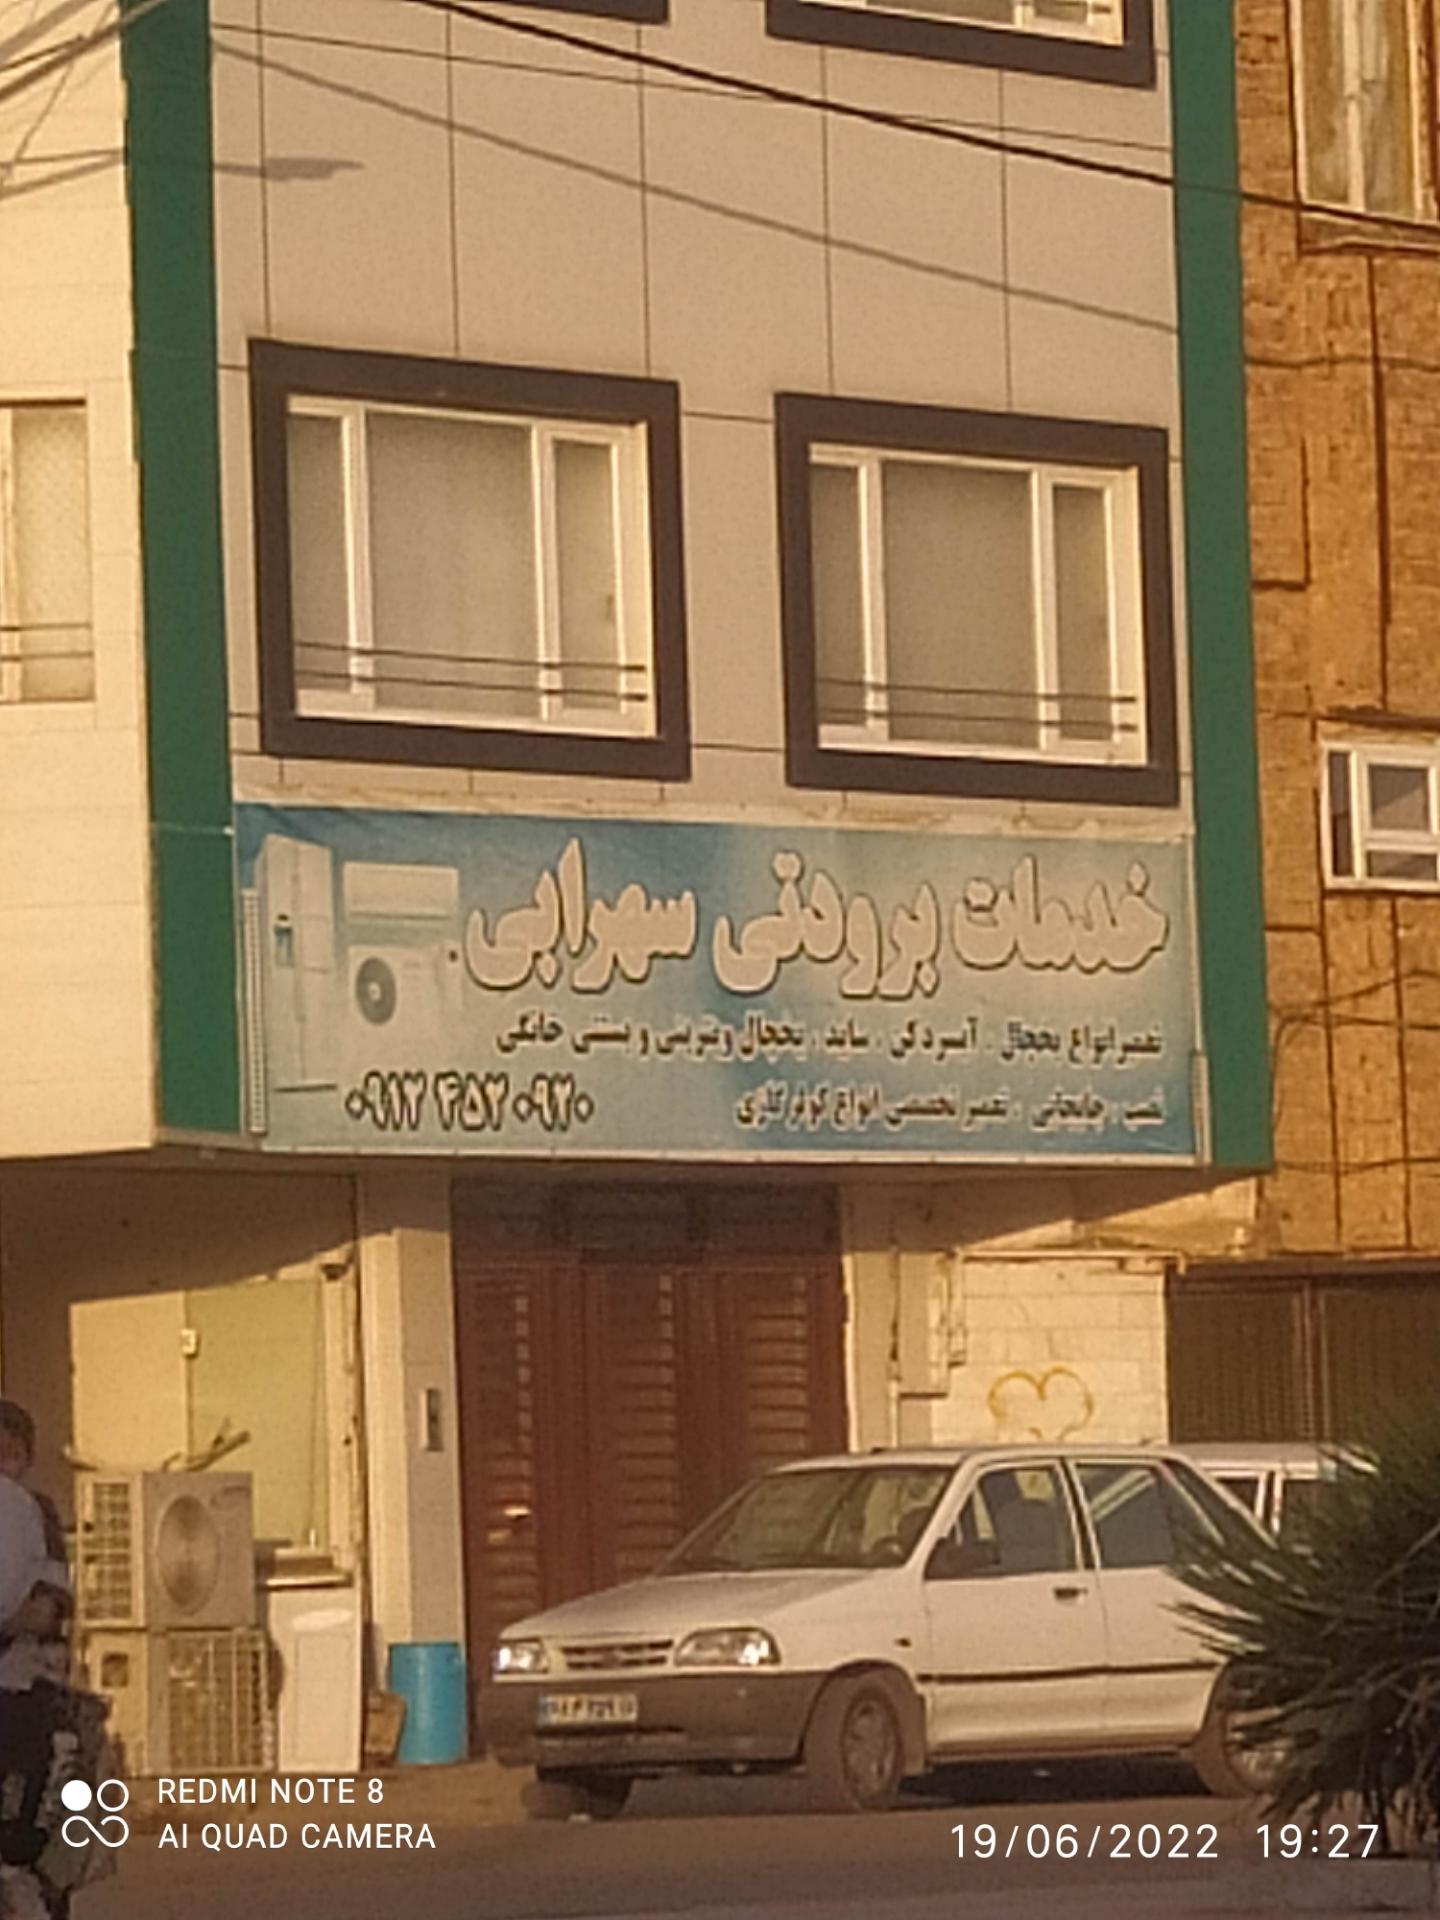 خدمات برودتی سهرابی
تعمیر انواع یخچال . آبسردکن . ساید . یخچال ویترینی و بستنی خانگی
نصب . جابجایی . تعمیر تخصصی انواع کولر گازی
۰۹۱۲ ۴۵۲ ۰۹۲۰
REDMI NOTE 8
AI QUAD CAMERA
19/06/2022 19:27